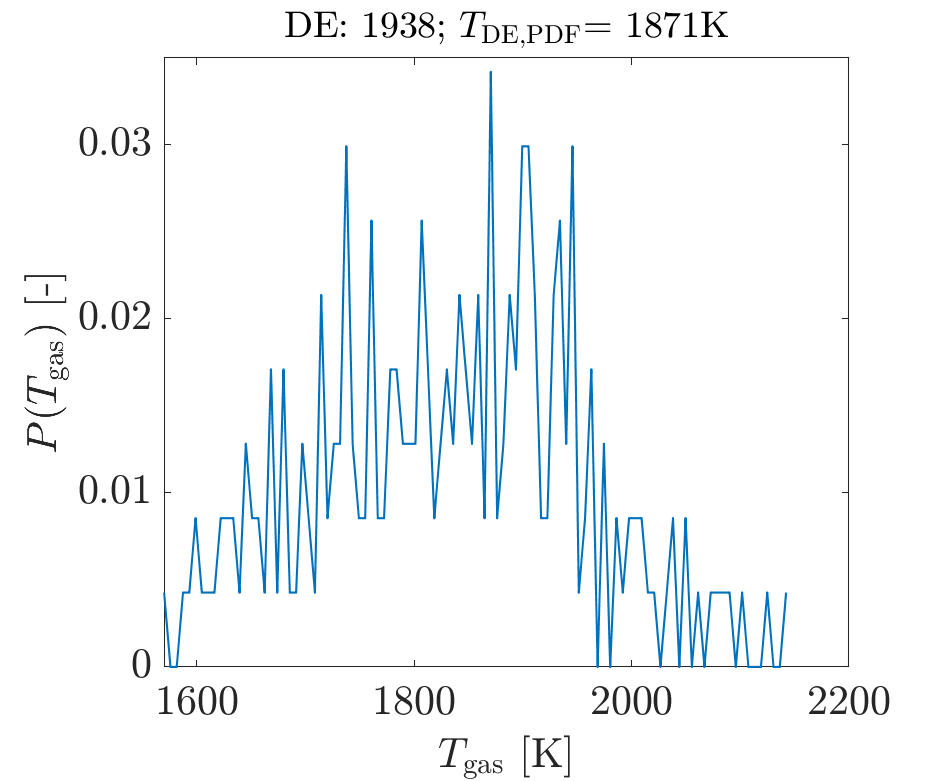 DE: 1938; T_DE,PDF= 1871K
P(T_gas) [-]
0.03
0.02
0.01
0
1600 1800 2000 2200
T_gas [K]